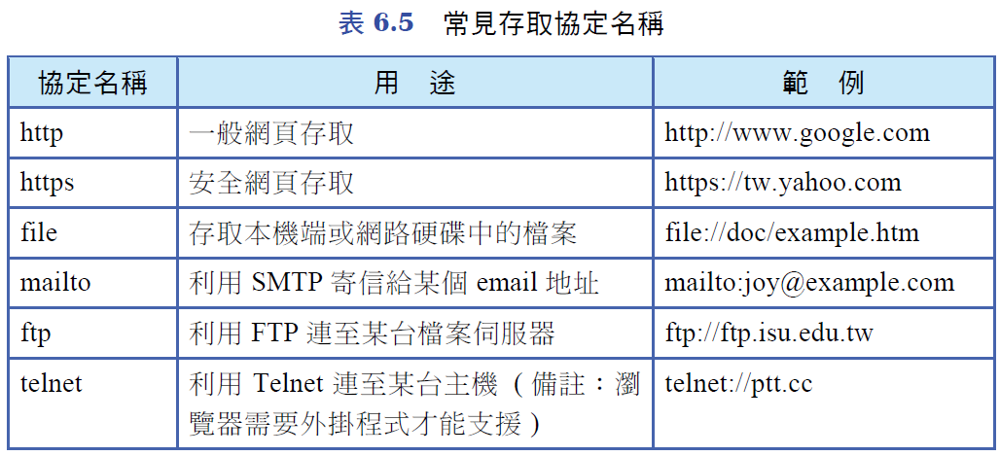 表 6.5 常見存取協定名稱
協定名稱 用 途 範 例
http 一般網頁存取 http://www.google.com
https 安全網頁存取 https://tw.yahoo.com
file 存取本機端或網路硬碟中的檔案 file://doc/example.htm
mailto 利用 SMTP 寄信給某個 email 地址 mailto:joy@example.com
ftp 利用 FTP 連至某台檔案伺服器 ftp://ftp.isu.edu.tw
telnet 利用 Telnet 連至某台主機（備註：瀏 telnet://ptt.cc
覽器需要外掛程式才能支援）